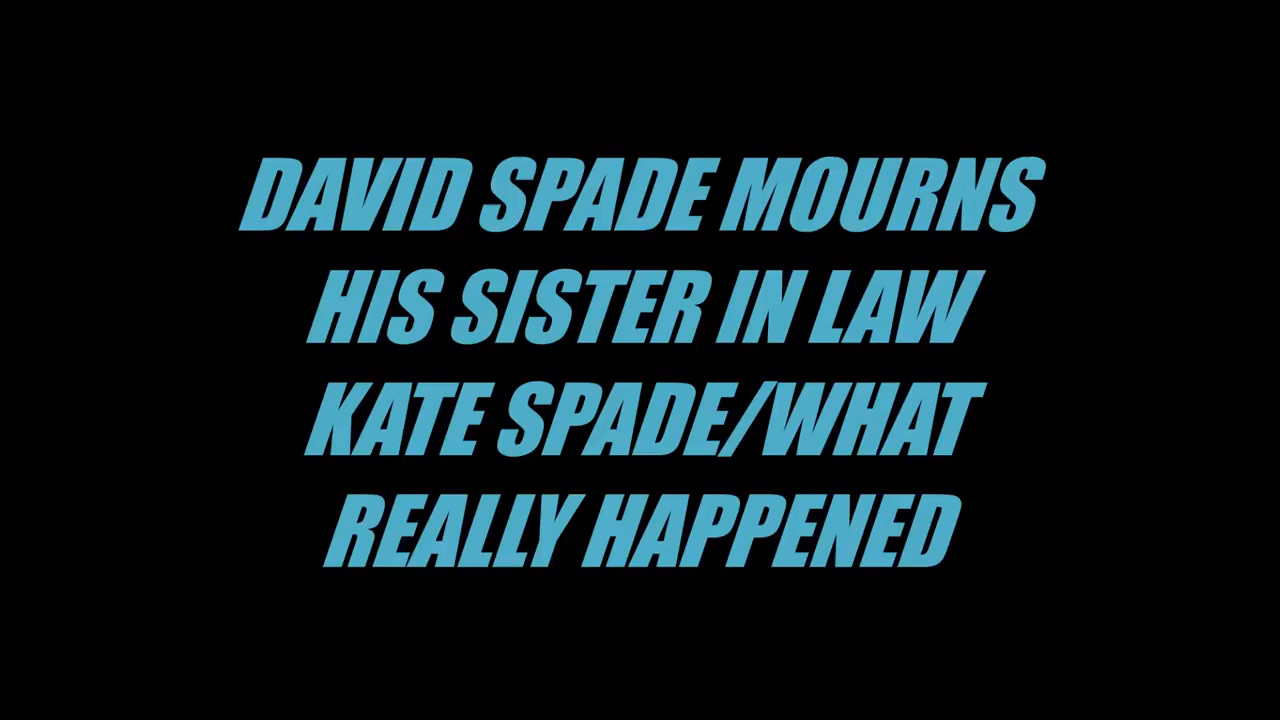 DAVID SPADE MOURNS
HIS SISTER IN LAW
KATE SPADE/WHAT
REALLY HAPPENED